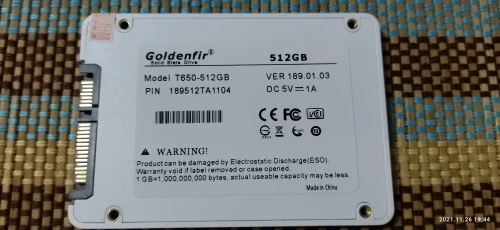 Goldenfir®
Solid State Drive
512GB
Model T650-512GB
VER 189.01.03
PIN 189512TA1104
DC 5V⎓1A
CE FC
WARNING!
Product can be damaged by Electrostatic Discharge(ESD).
Warranty void if label removed or case opened.
1 GB=1,000,000,000 bytes, actual useable capacity may be less.
Made in China
2021.11.26 19:44